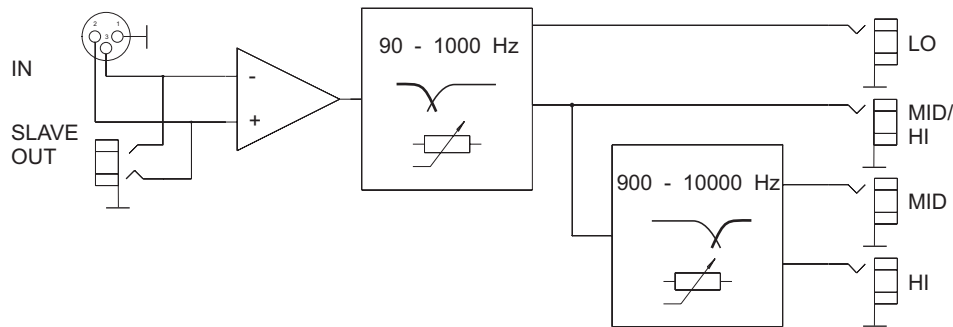 2 1
3
IN
-
+
SLAVE
OUT
90 - 1000 Hz
900 - 10000 Hz
LO
MID/
HI
MID
HI